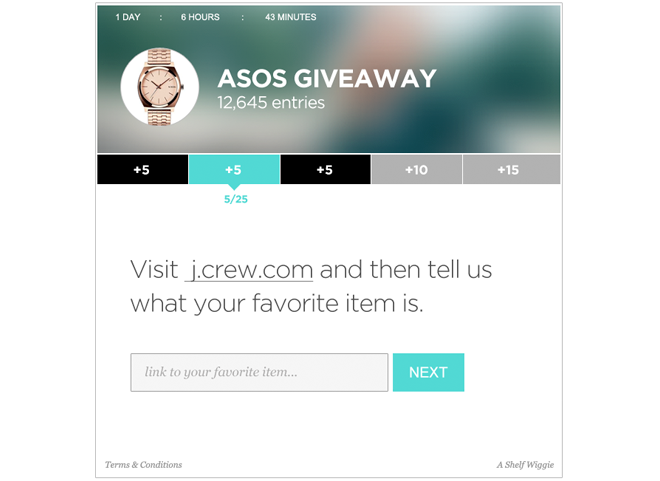 1 DAY : 6 HOURS : 43 MINUTES
ASOS GIVEAWAY
12,645 entries
+5 +5 +5 +10 +15
5/25
Visit j.crew.com and then tell us
what your favorite item is.
link to your favorite item... NEXT
Terms & Conditions A Shelf Wiggie